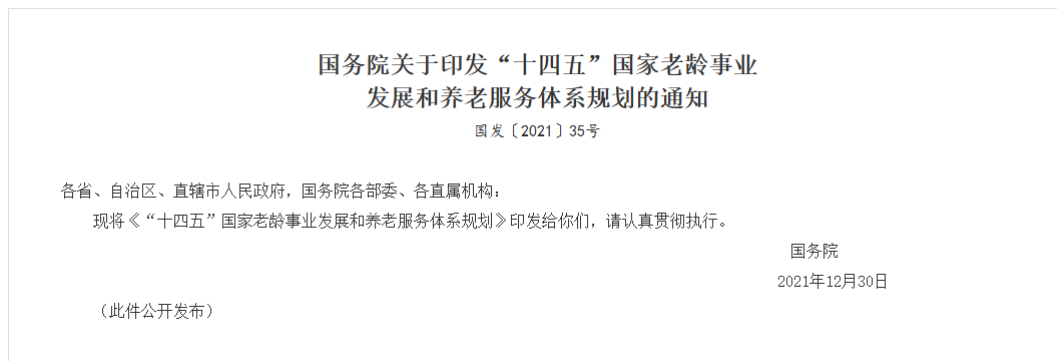 国务院关于印发“十四五”国家老龄事业
发展和养老服务体系规划的通知
国发〔2021〕35号
各省、自治区、直辖市人民政府，国务院各部委、各直属机构：
现将《“十四五”国家老龄事业发展和养老服务体系规划》印发给你们，请认真贯彻执行。
国务院
2021年12月30日
（此件公开发布）